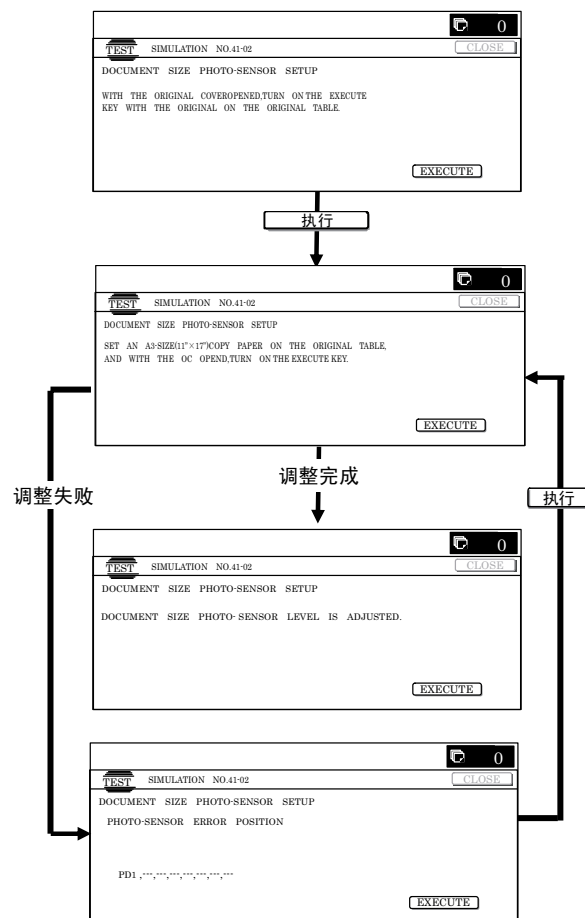 0
TEST SIMULATION NO.41-02 CLOSE
DOCUMENT SIZE PHOTO-SENSOR SETUP
WITH THE ORIGINAL COVEROPENED,TURN ON THE EXECUTE
KEY WITH THE ORIGINAL ON THE ORIGINAL TABLE.
EXECUTE
执行
0
TEST SIMULATION NO.41-02 CLOSE
DOCUMENT SIZE PHOTO-SENSOR SETUP
SET AN A3-SIZE(11"×17")COPY PAPER ON THE ORIGINAL TABLE,
AND WITH THE OC OPEND,TURN ON THE EXECUTE KEY.
EXECUTE
调整失败
调整完成
执行
0
TEST SIMULATION NO.41-02 CLOSE
DOCUMENT SIZE PHOTO-SENSOR SETUP
DOCUMENT SIZE PHOTO- SENSOR LEVEL IS ADJUSTED.
EXECUTE
0
TEST SIMULATION NO.41-02 CLOSE
DOCUMENT SIZE PHOTO-SENSOR SETUP
PHOTO-SENSOR ERROR POSITION
PD1 ,---,---,---,---,---,---,---
EXECUTE